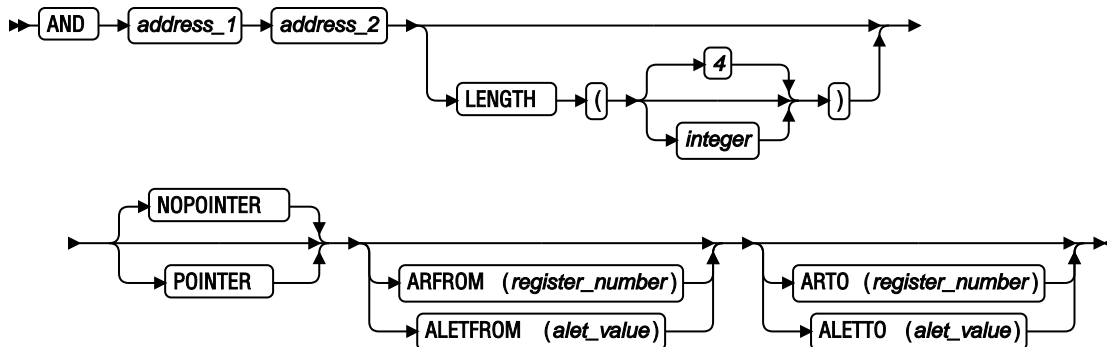 AND address_1 address_2
4
LENGTH ( )
integer
NOPOINTER
POINTER ARFROM (register_number) ARTO (register_number)
ALETFROM (alet_value) ALETTO (alet_value)